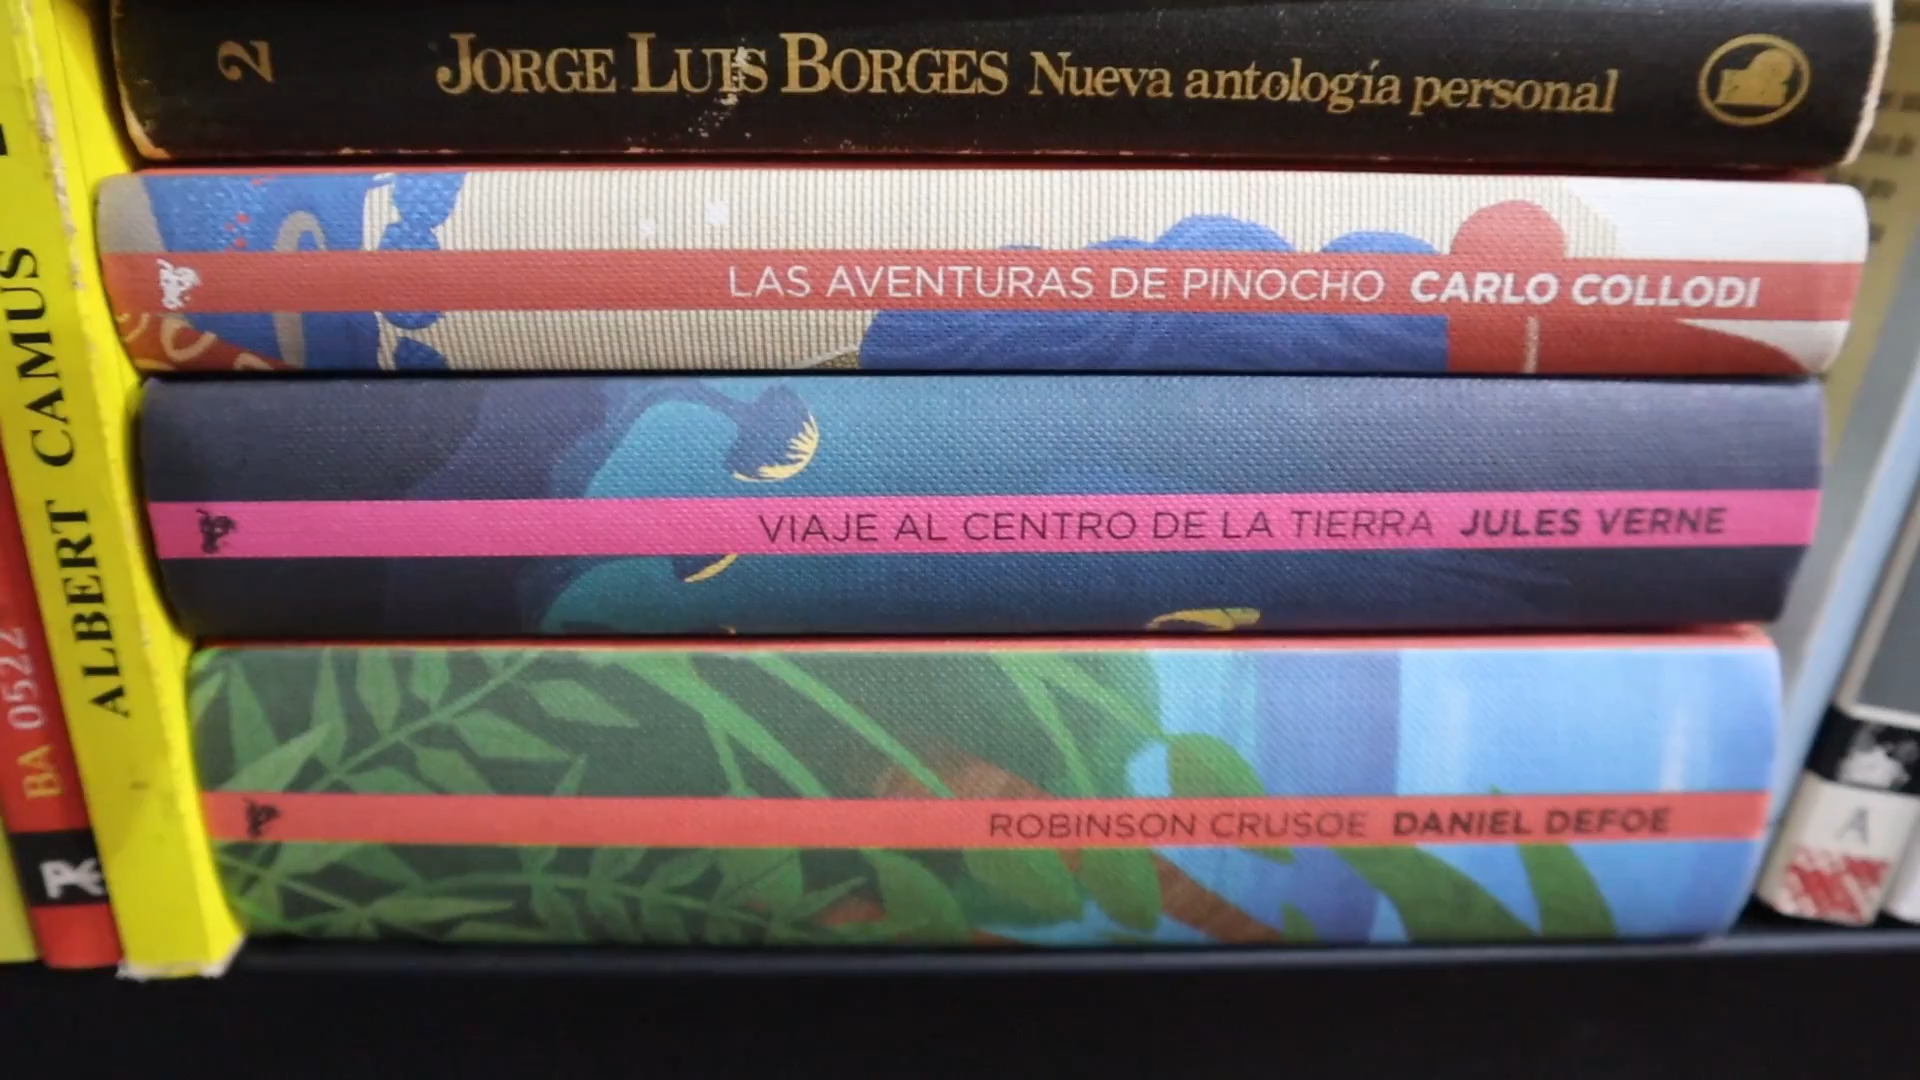 2 JORGE LUIS BORGES Nueva antología personal
LAS AVENTURAS DE PINOCHO CARLO COLLODI
VIAJE AL CENTRO DE LA TIERRA JULES VERNE
ROBINSON CRUSOE DANIEL DEFOE
ALBERT CAMUS
BA 0522
A